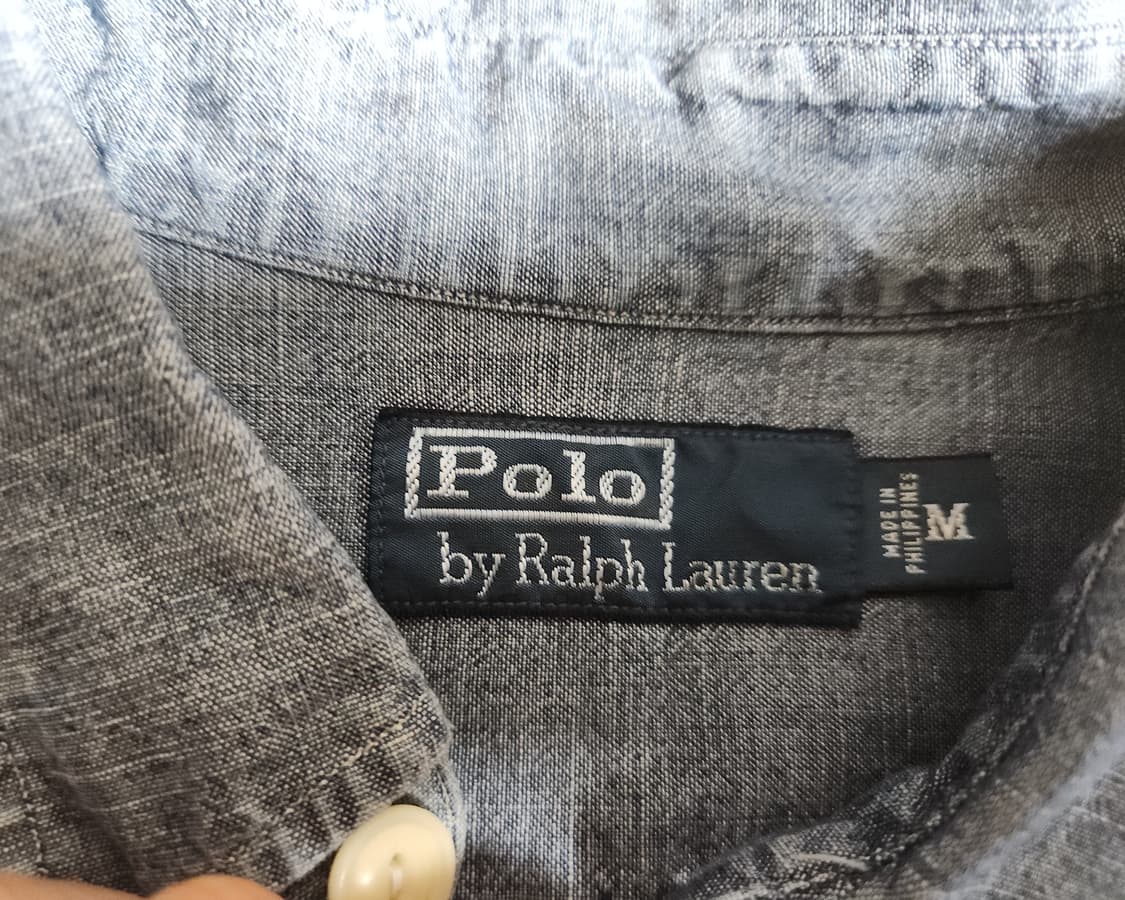 Polo
by Ralph Lauren
MADE IN
PHILIPPINES
M